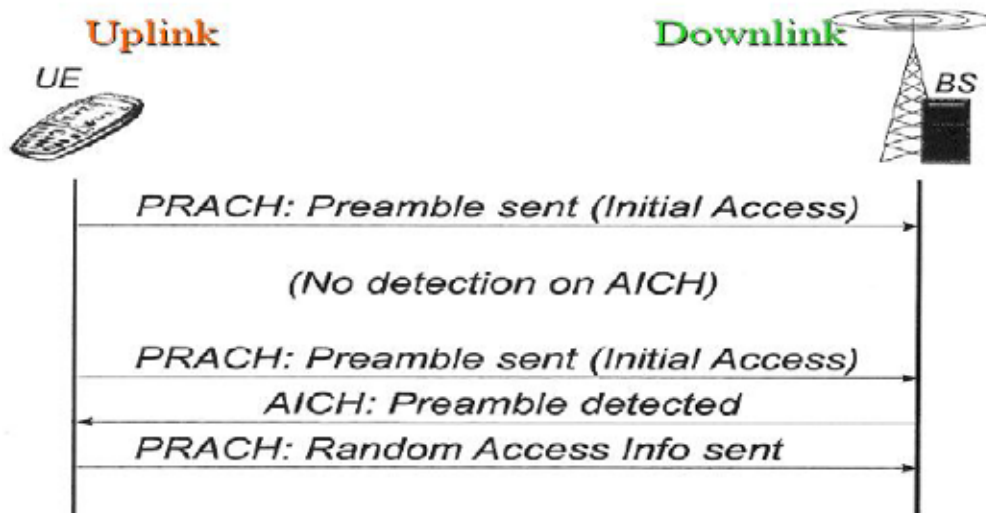 Uplink
Downlink
UE
BS
PRACH: Preamble sent (Initial Access)
(No detection on AICH)
PRACH: Preamble sent (Initial Access)
AICH: Preamble detected
PRACH: Random Access Info sent